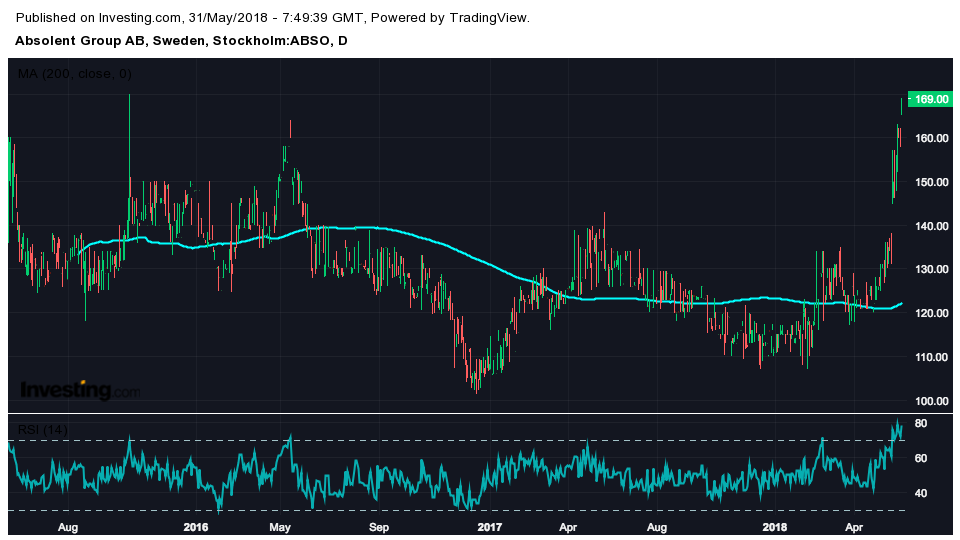 Published on Investing.com, 31/May/2018 - 7:49:39 GMT, Powered by TradingView.
Absolent Group AB, Sweden, Stockholm:ABSO, D
MA (200, close, 0)
169.00
160.00
150.00
140.00
130.00
120.00
110.00
100.00
Investing.com
RSI (14)
80
60
40
Aug 2016 May Sep 2017 Apr Aug 2018 Apr